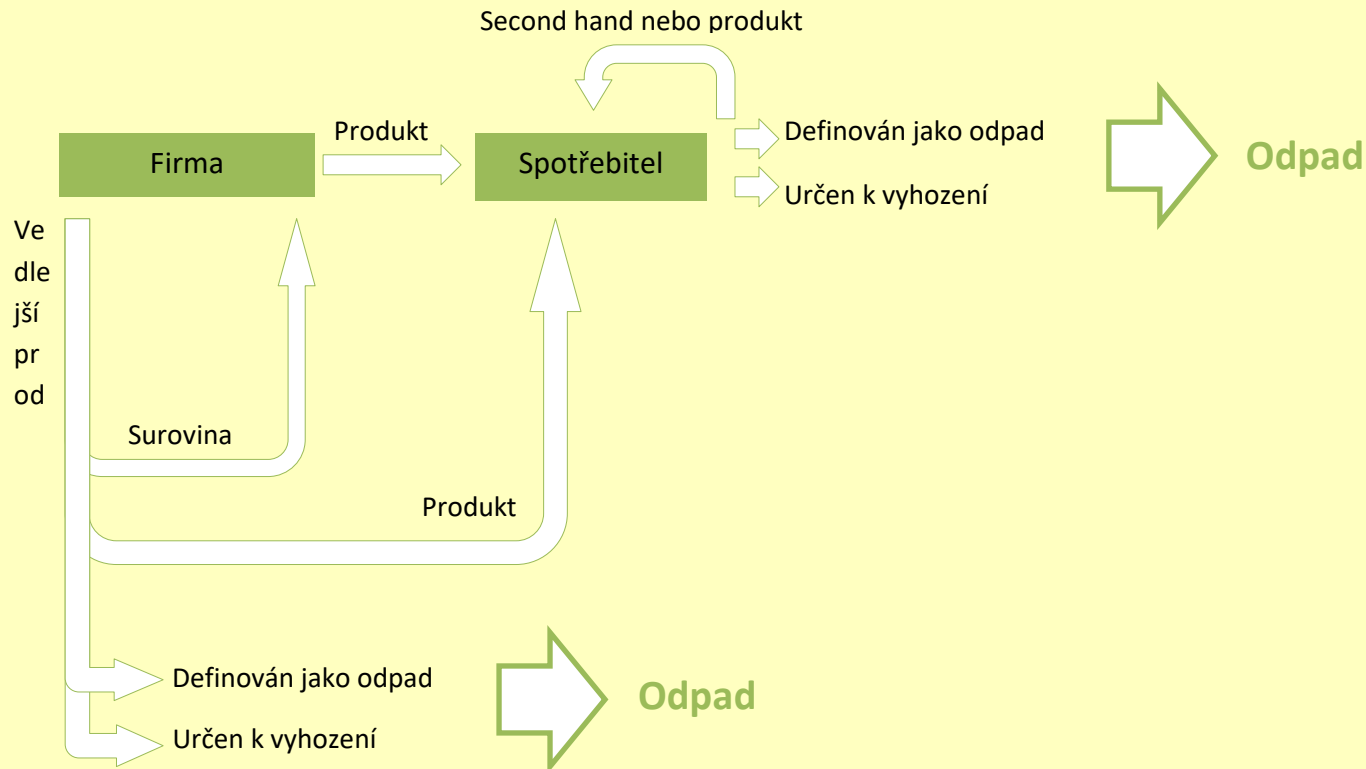 Second hand nebo produkt
Produkt
Firma
Spotřebitel
Definován jako odpad
Určen k vyhození
Odpad
Ve
dle
jší
pr
od
Surovina
Produkt
Definován jako odpad
Určen k vyhození
Odpad